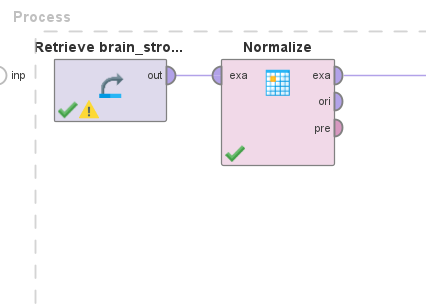 Process
Retrieve brain_stro...
Normalize
inp
out
exa
exa
ori
pre